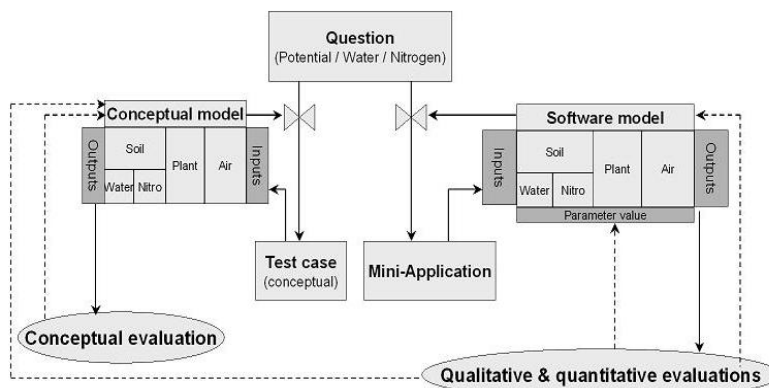 Question
(Potential / Water / Nitrogen)
Conceptual model
Outputs
Soil
Water
Nitro
Plant
Air
Inputs
Software model
Inputs
Soil
Water
Nitro
Plant
Air
Outputs
Parameter value
Test case
(conceptual)
Mini-Application
Conceptual evaluation
Qualitative & quantitative evaluations